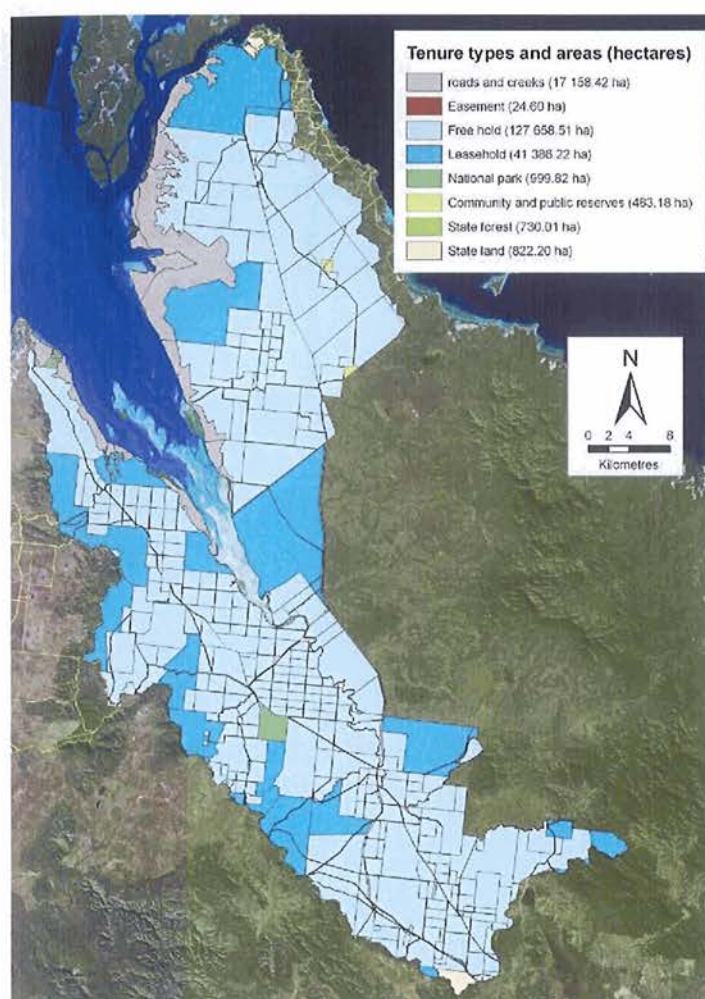 Tenure types and areas (hectares)
roads and creeks (17 158.42 ha)
Easement (24.60 ha)
Free hold (127 658.51 ha)
Leasehold (41 386.22 ha)
National park (999.82 ha)
Community and public reserves (463.18 ha)
State forest (730.01 ha)
State land (822.20 ha)
N
0 2 4 8
Kilometres